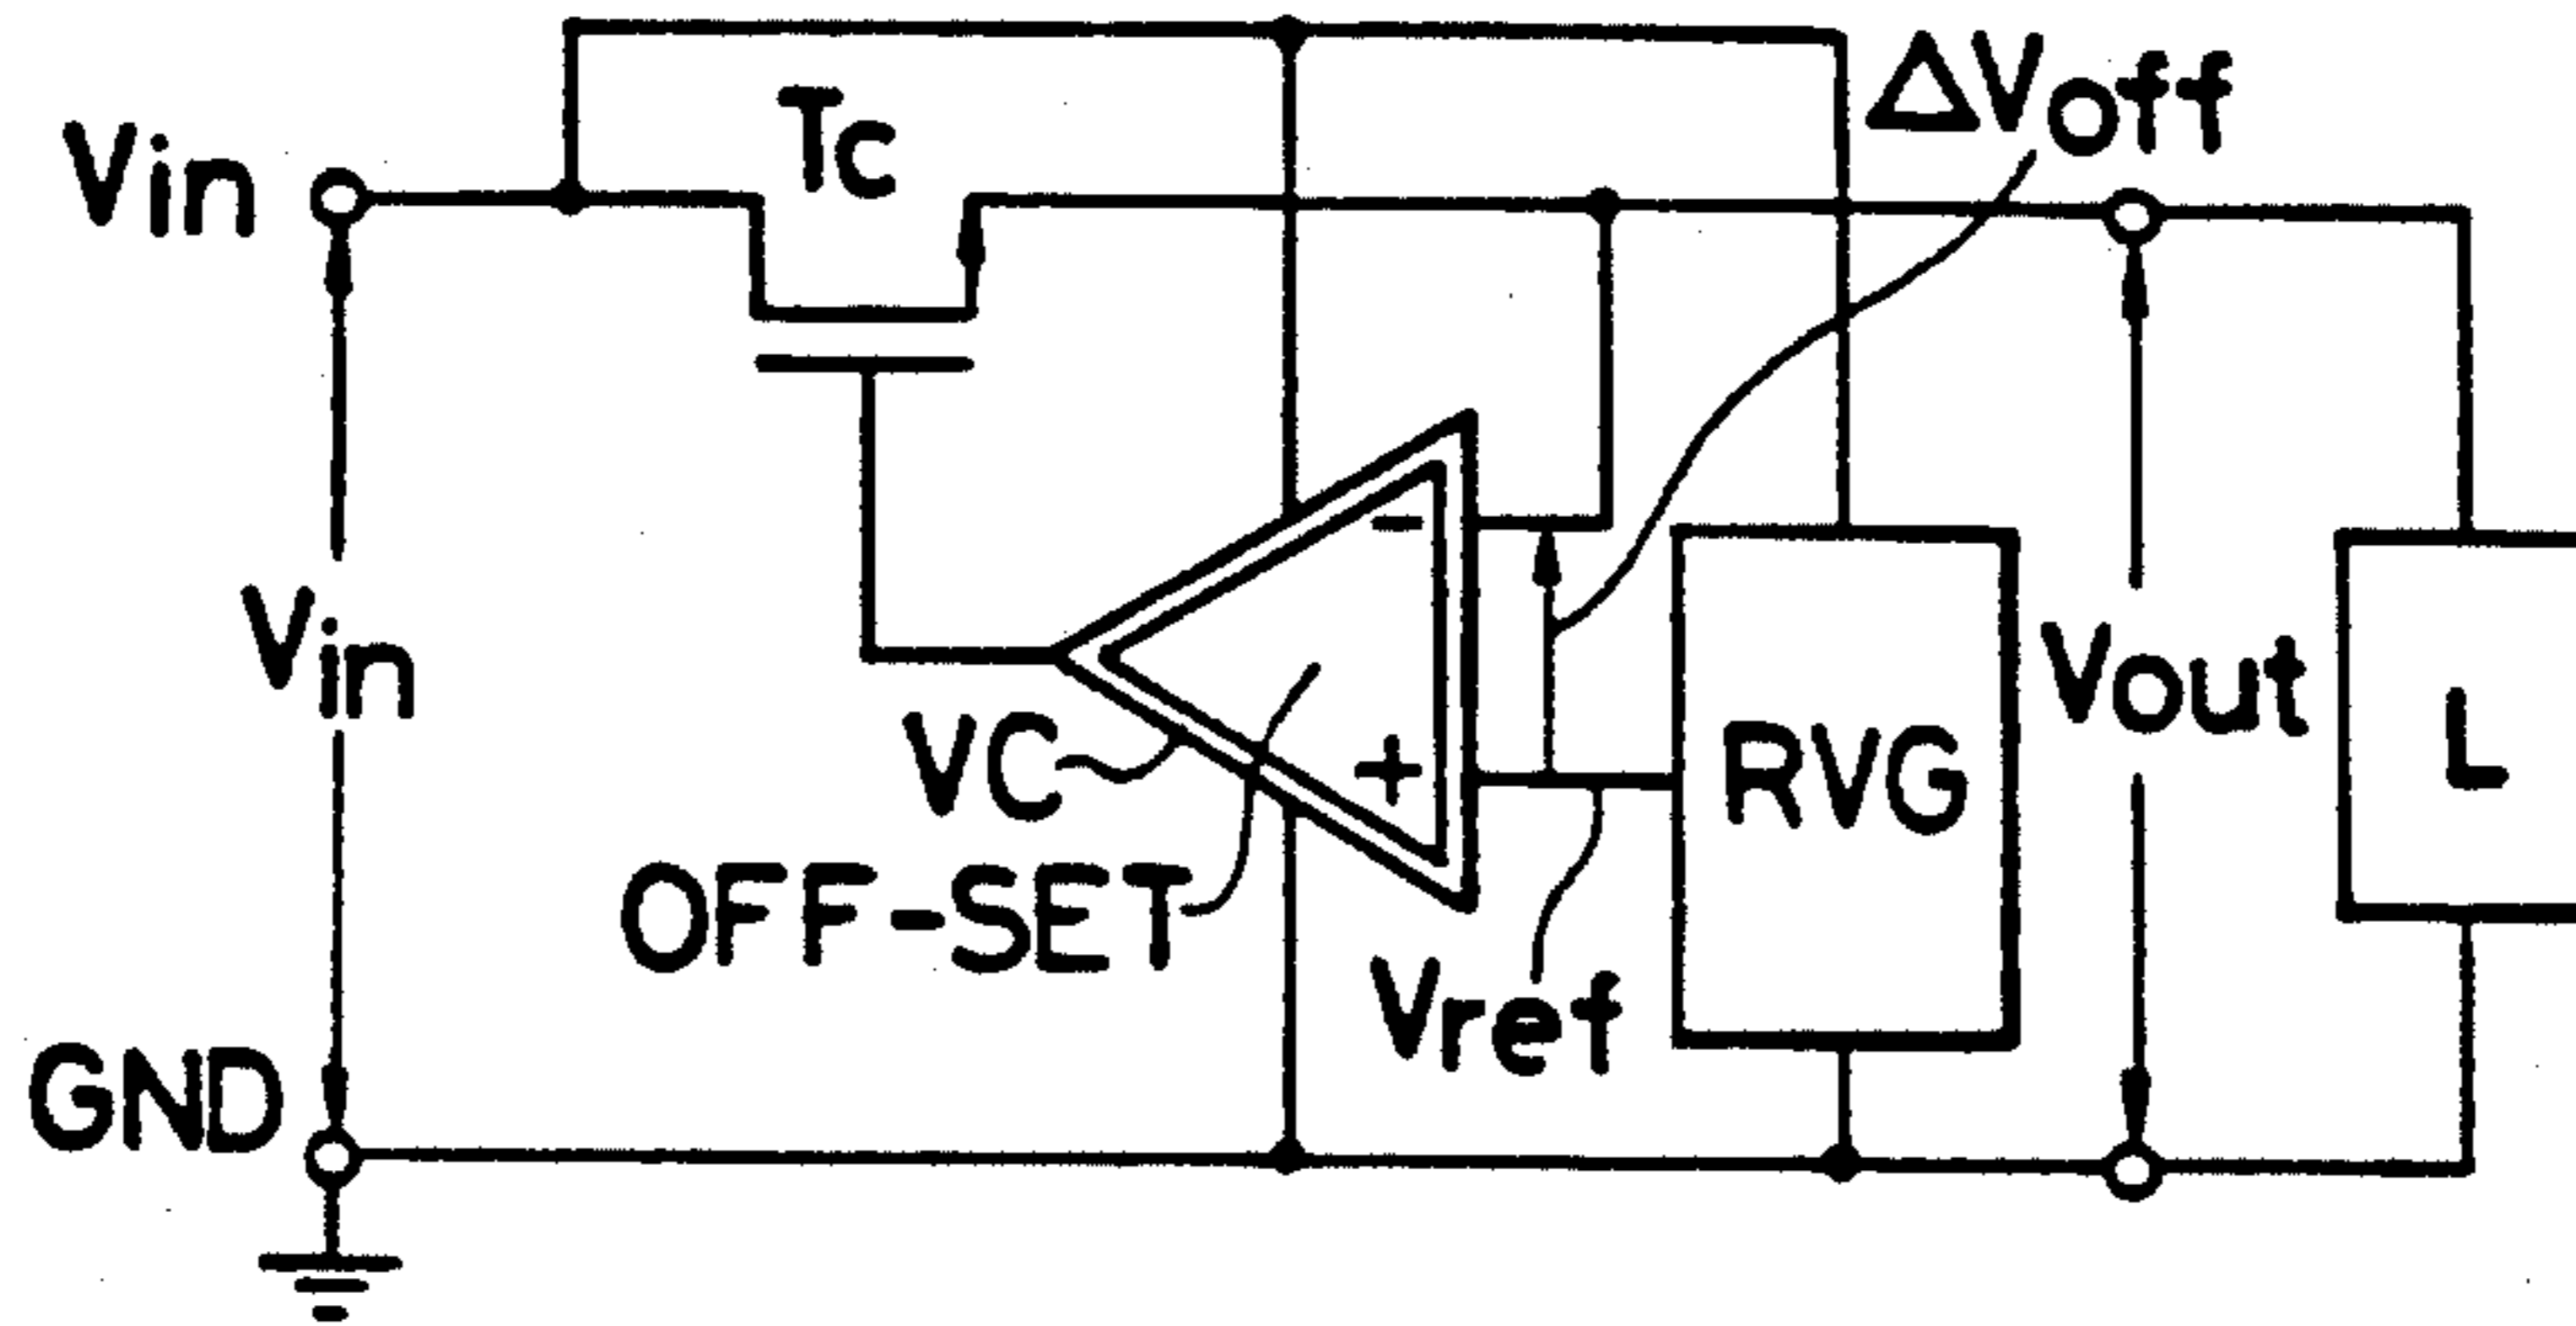 ΔVoff
Tc
Vin
-
Vin
Vout
L
RVG
VC
+
OFF-SET
Vref
GND